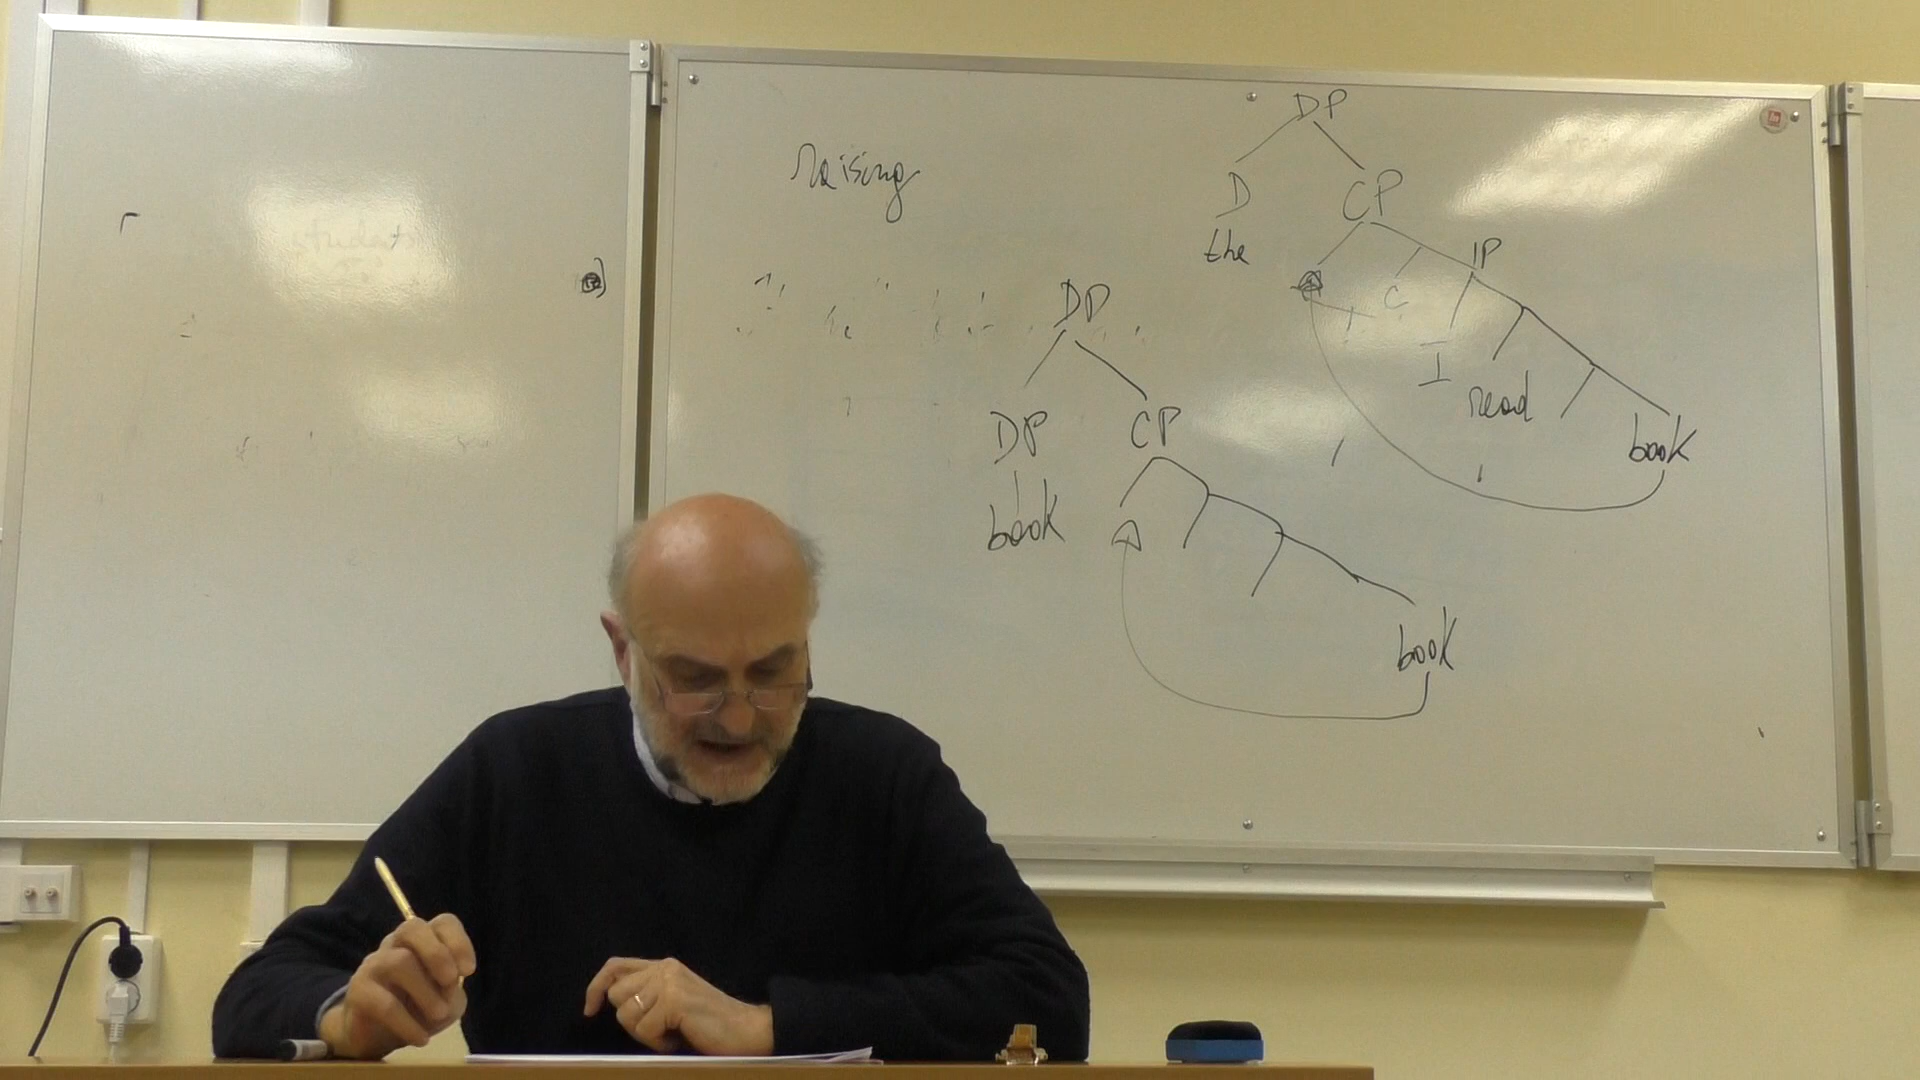 raising
DP
D CP
the
IP
C
I
read
book
DP
DP CP
book
book